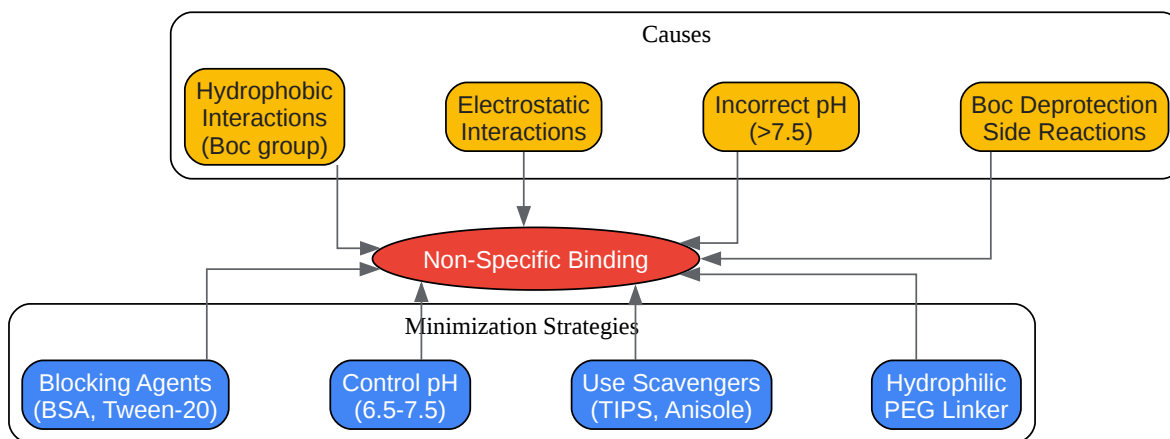 Causes
Hydrophobic
Interactions
(Boc group)
Electrostatic
Interactions
Incorrect pH
(>7.5)
Boc Deprotection
Side Reactions
Non-Specific Binding
Minimization Strategies
Blocking Agents
(BSA, Tween-20)
Control pH
(6.5-7.5)
Use Scavengers
(TIPS, Anisole)
Hydrophilic
PEG Linker